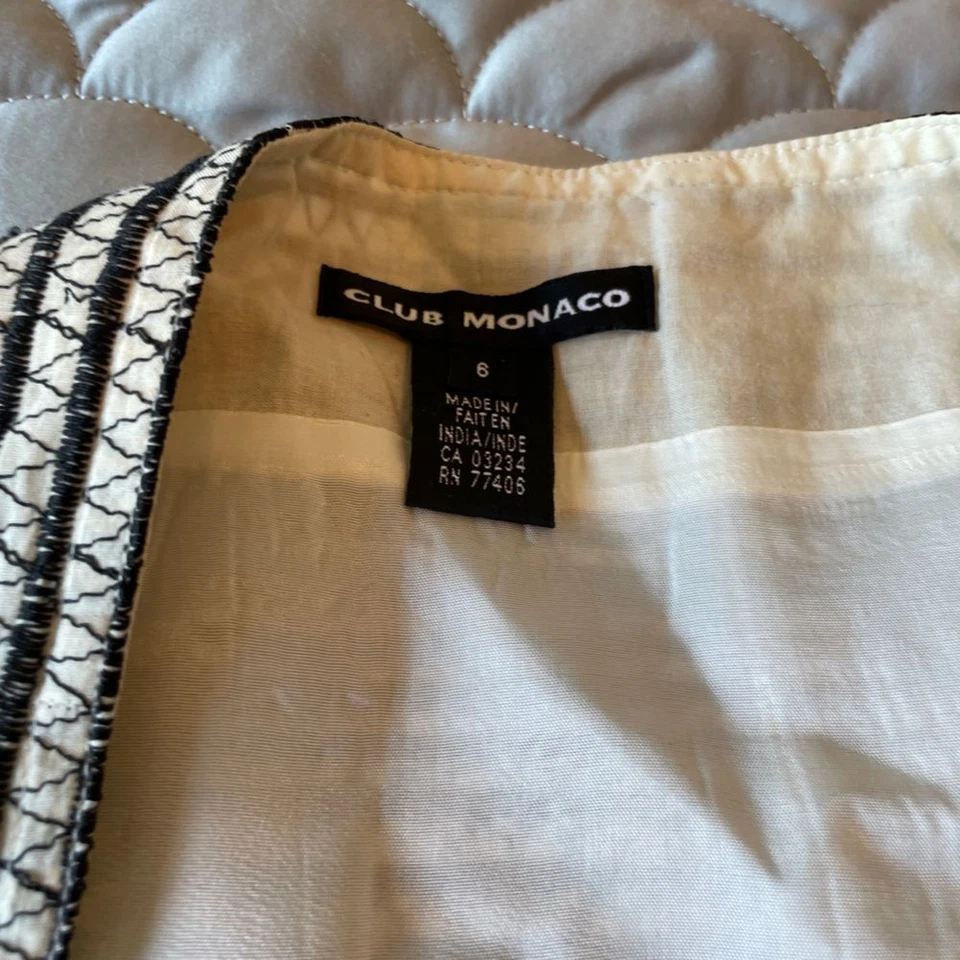 CLUB MONACO
6
MADE IN/
FAIT EN
INDIA/INDE
CA 03234
RN 77406